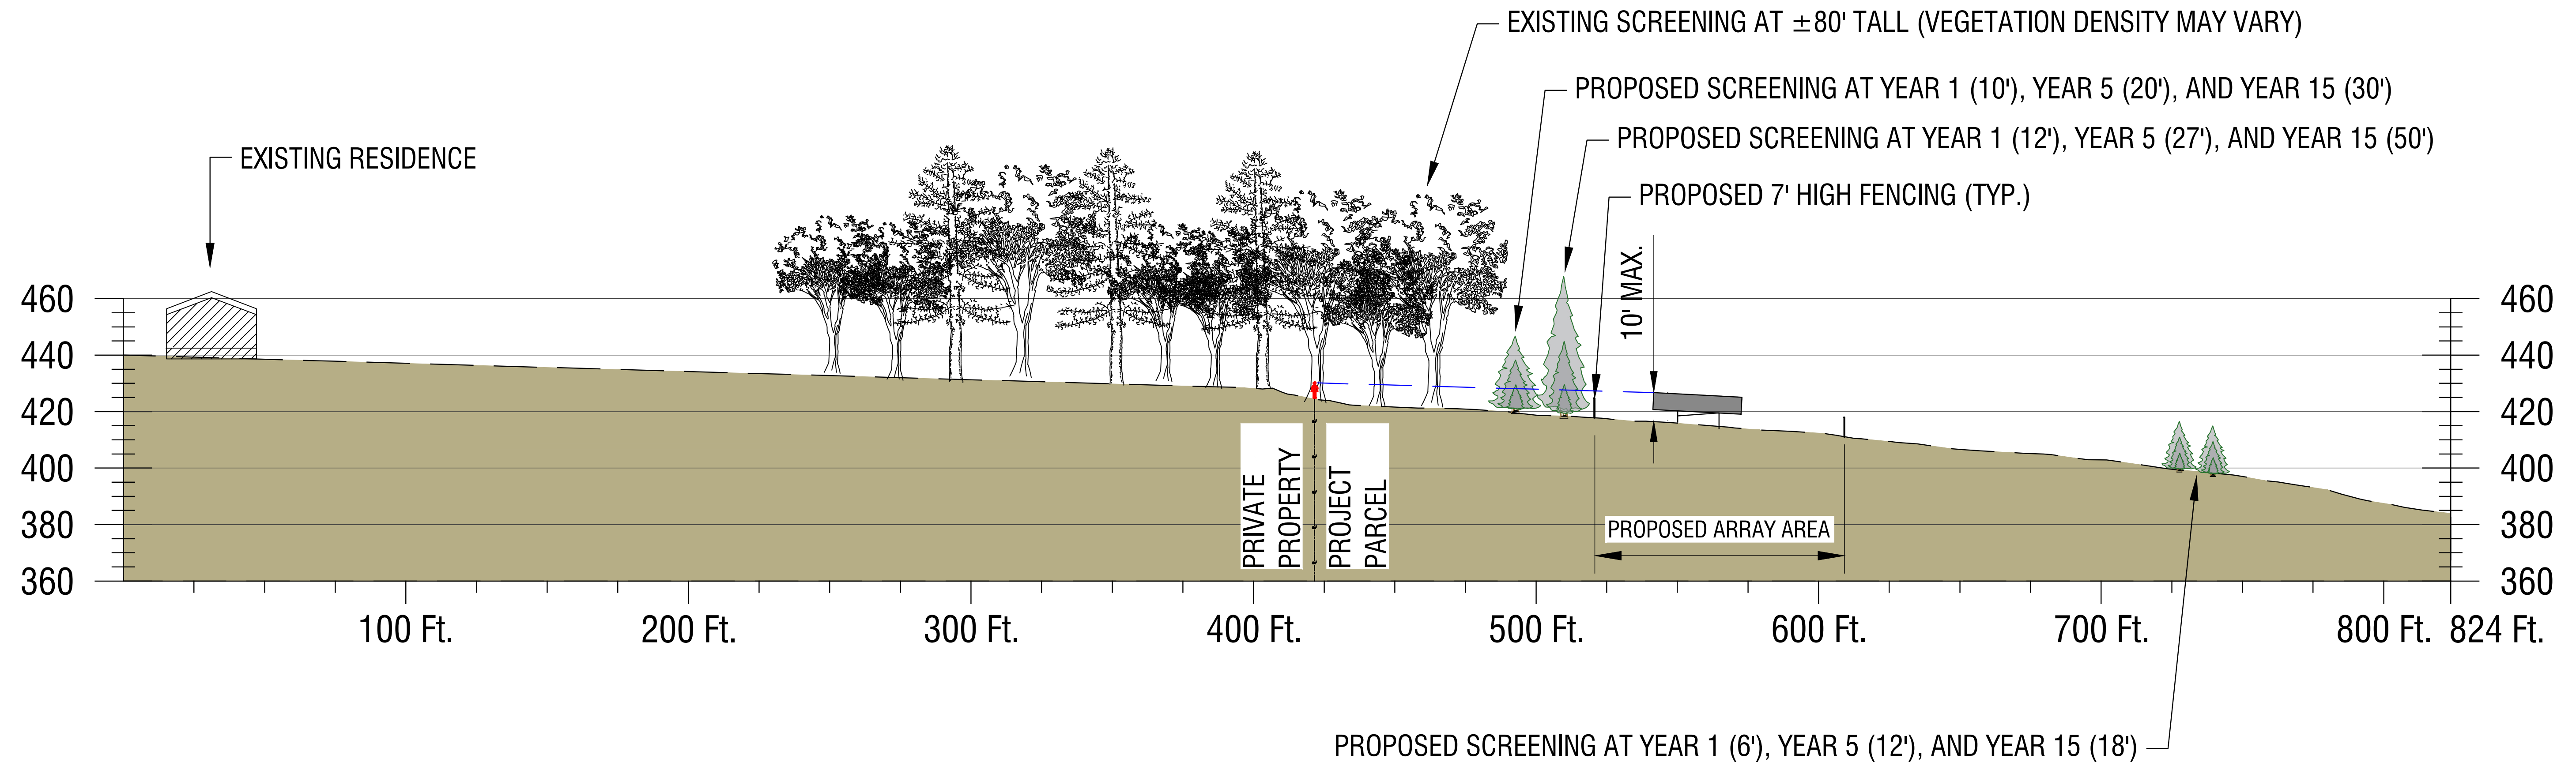 EXISTING SCREENING AT ±80' TALL (VEGETATION DENSITY MAY VARY)
PROPOSED SCREENING AT YEAR 1 (10'), YEAR 5 (20'), AND YEAR 15 (30')
PROPOSED SCREENING AT YEAR 1 (12'), YEAR 5 (27'), AND YEAR 15 (50')
EXISTING RESIDENCE
PROPOSED 7' HIGH FENCING (TYP.)
10' MAX.
460
440
420
400
380
360
460
440
420
400
380
360
PRIVATE
PROPERTY
PROJECT
PARCEL
PROPOSED ARRAY AREA
100 Ft.
200 Ft.
300 Ft.
400 Ft.
500 Ft.
600 Ft.
700 Ft.
800 Ft.
824 Ft.
PROPOSED SCREENING AT YEAR 1 (6'), YEAR 5 (12'), AND YEAR 15 (18')